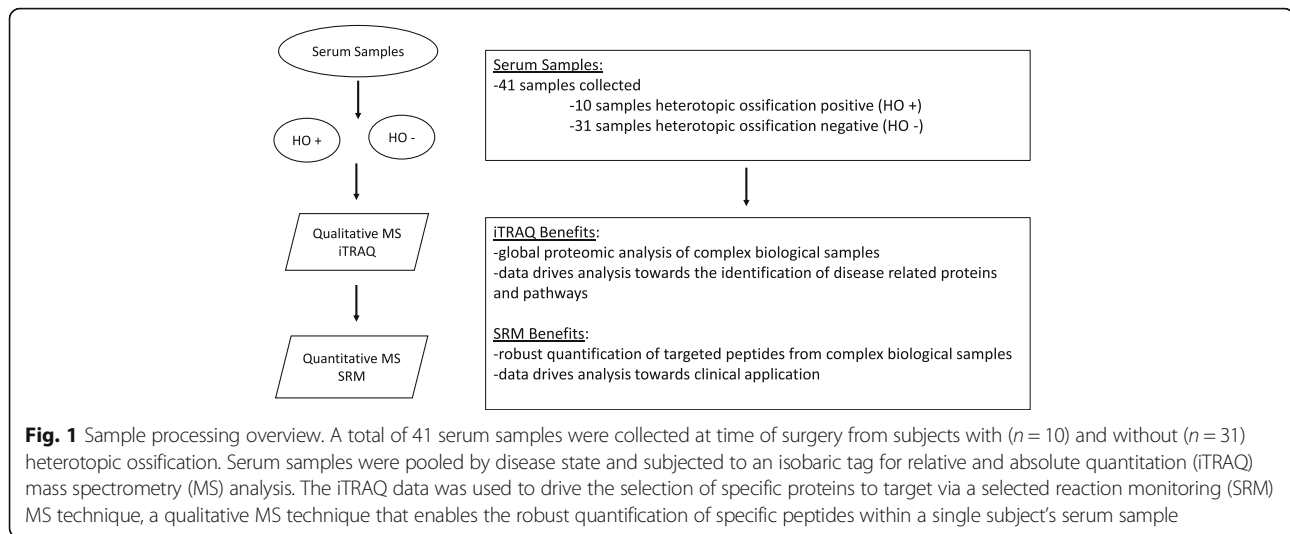 Serum Samples
HO +
HO -
Qualitative MS
iTRAQ
Quantitative MS
SRM
Serum Samples:
-41 samples collected
-10 samples heterotopic ossification positive (HO +)
-31 samples heterotopic ossification negative (HO -)
iTRAQ Benefits:
-global proteomic analysis of complex biological samples
-data drives analysis towards the identification of disease related proteins
and pathways
SRM Benefits:
-robust quantification of targeted peptides from complex biological samples
-data drives analysis towards clinical application
Fig. 1 Sample processing overview. A total of 41 serum samples were collected at time of surgery from subjects with (n = 10) and without (n = 31)
heterotopic ossification. Serum samples were pooled by disease state and subjected to an isobaric tag for relative and absolute quantitation (iTRAQ)
mass spectrometry (MS) analysis. The iTRAQ data was used to drive the selection of specific proteins to target via a selected reaction monitoring (SRM)
MS technique, a qualitative MS technique that enables the robust quantification of specific peptides within a single subject's serum sample